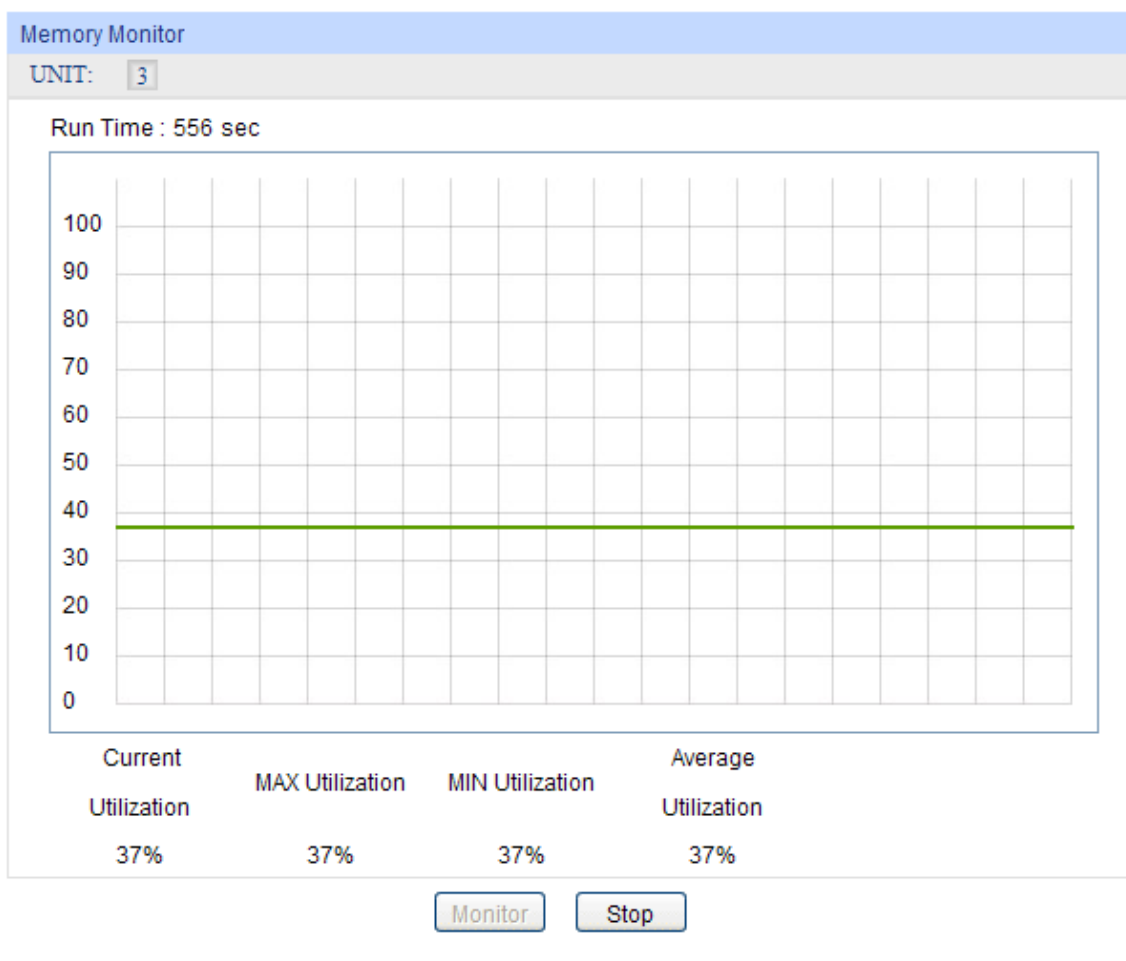 Memory Monitor
UNIT: 3
Run Time : 556 sec
100
90
80
70
60
50
40
30
20
10
0
Current Utilization MAX Utilization MIN Utilization Average Utilization
37% 37% 37% 37%
Monitor Stop